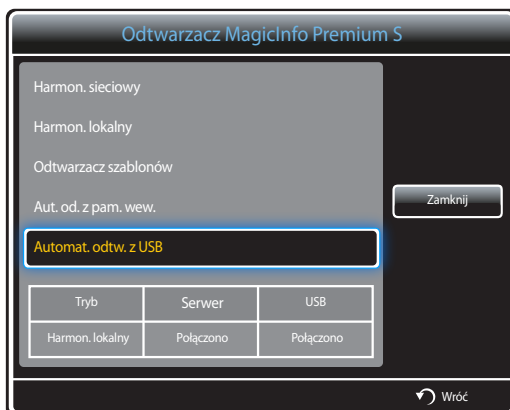 Odtwarzacz MagicInfo Premium S
Harmon. sieciowy
Harmon. lokalny
Odtwarzacz szablonów
Aut. od. z pam. wew.
Zamknij
Automat. odtw. z USB
Tryb Serwer USB
Harmon. lokalny Połączono Połączono
Wróć